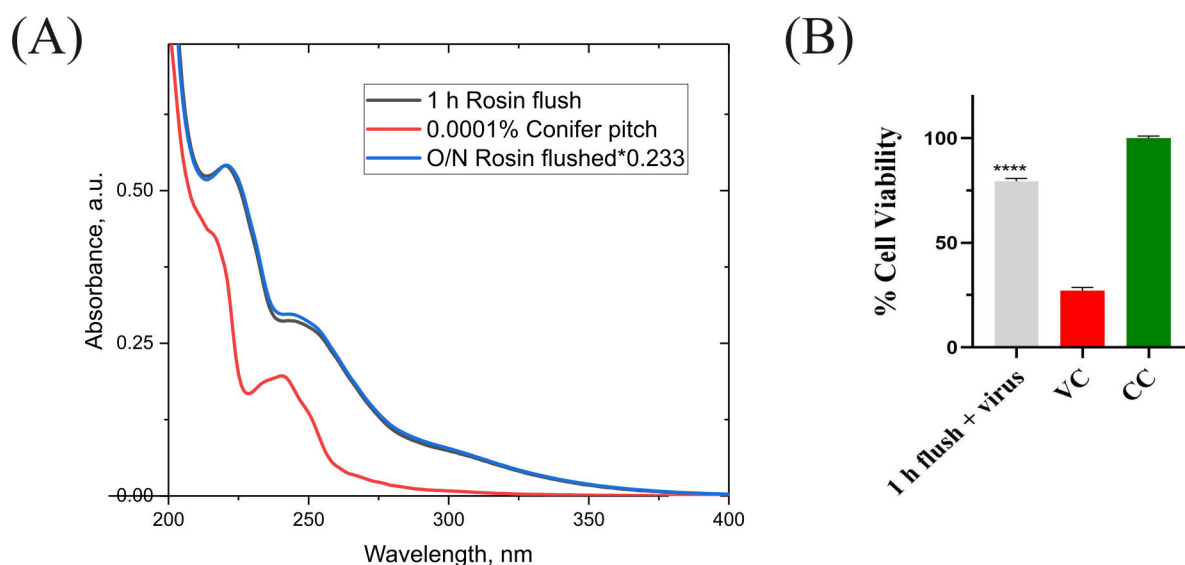 (A)
1 h Rosin flush
0.0001% Conifer pitch
O/N Rosin flushed*0.233
Absorbance, a.u.
0.50
0.25
0.00
200
250
300
350
400
Wavelength, nm
(B)
% Cell Viability
100
50
0
****
1 h flush + virus
VC
CC